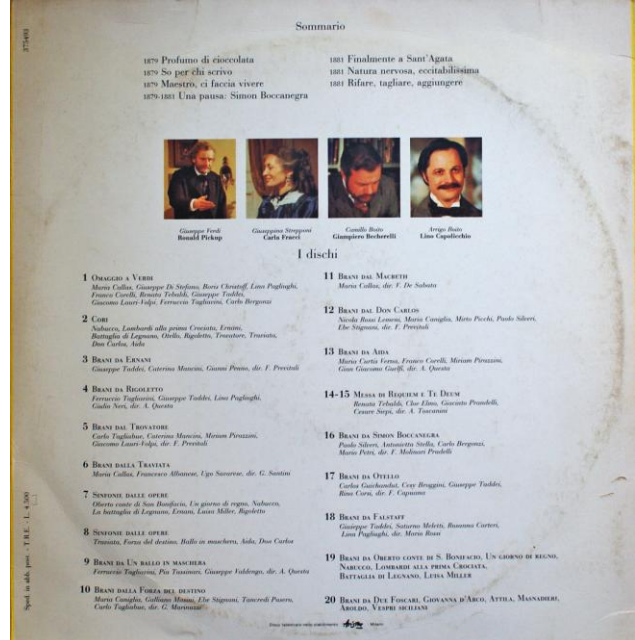 Sommario
1879 Profumo di cioccolata
1879 So per chi scrivo
1879 Maestro, ci faccia vivere
1879-1881 Una pausa: Simon Boccanegra
1881 Finalmente a Sant'Agata
1881 Natura nervosa, eccitabilissima
1881 Rifare, tagliare, aggiungere
Giuseppe Verdi
Ronald Pickup
Giuseppina Strepponi
Carla Fracci
Camillo Boito
Giampiero Becherelli
Arrigo Boito
Lino Capolicchio
I dischi
1 Omaggio a Verdi
Maria Callas, Giuseppe Di Stefano, Boris Christoff, Lina Pagliughi,
Franco Corelli, Renata Tebaldi, Giuseppe Taddei,
Giacomo Lauri-Volpi, Ferruccio Tagliavini, Carlo Bergonzi
2 Cori
Nabucco, Lombardi alla prima Crociata, Ernani,
Battaglia di Legnano, Otello, Rigoletto, Trovatore, Traviata,
Don Carlos, Aida
3 Brani da Ernani
Giuseppe Taddei, Caterina Mancini, Gianni Penno, dir. F. Previtali
4 Brani da Rigoletto
Ferruccio Tagliavini, Giuseppe Taddei, Lina Pagliughi,
Giulio Neri, dir. A. Questa
5 Brani dal Trovatore
Carlo Tagliabue, Caterina Mancini, Miriam Pirazzini,
Giacomo Lauri-Volpi, dir. F. Previtali
6 Brani dalla Traviata
Maria Callas, Francesco Albanese, Ugo Savarese, dir. G. Santini
7 Sinfonie dalle opere
Oberto conte di San Bonifacio, Un giorno di regno, Nabucco,
La battaglia di Legnano, Ernani, Luisa Miller, Rigoletto
8 Sinfonie dalle opere
Traviata, Forza del destino, Ballo in maschera, Aida, Don Carlos
9 Brani da Un ballo in maschera
Ferruccio Tagliavini, Pia Tassinari, Giuseppe Valdengo, dir. A. Questa
10 Brani dalla Forza del destino
Maria Caniglia, Galliano Masini, Ebe Stignani, Tancredi Pasero,
Carlo Tagliabue, dir. G. Marinuzzi
11 Brani dal Macbeth
Maria Callas, dir. V. De Sabata
12 Brani dal Don Carlos
Nicola Rossi Lemeni, Maria Caniglia, Mirto Picchi, Paolo Silveri,
Ebe Stignani, dir. F. Previtali
13 Brani da Aida
Maria Curtis Verna, Franco Corelli, Miriam Pirazzini,
Gian Giacomo Guelfi, dir. A. Questa
14-15 Messa di Requiem e Te Deum
Renata Tebaldi, Cloe Elmo, Giacinto Prandelli,
Cesare Siepi, dir. A. Toscanini
16 Brani da Simon Boccanegra
Paolo Silveri, Antonietta Stella, Carlo Bergonzi,
Mario Petri, dir. F. Molinari Pradelli
17 Brani da Otello
Carlos Guichandut, Cesy Broggini, Giuseppe Taddei,
Rina Corsi, dir. F. Capuana
18 Brani da Falstaff
Giuseppe Taddei, Saturno Meletti, Rosanna Carteri,
Lina Pagliughi, dir. Mario Rossi
19 Brani da Oberto conte di S. Bonifacio, Un giorno di regno,
Nabucco, Lombardi alla prima Crociata,
Battaglia di Legnano, Luisa Miller
20 Brani da Due Foscari, Giovanna d'Arco, Attila, Masnadieri,
Aroldo, Vespri siciliani
375493
Sped. in abb. post. - T.R.E. - L. 4.500